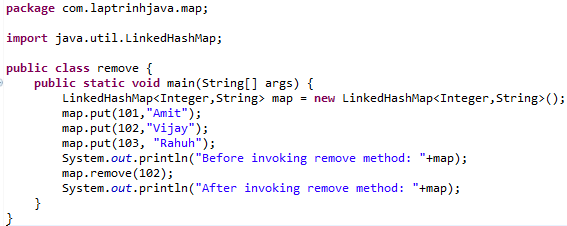 package com.laptrinhjava.map;
import java.util.LinkedHashMap;
public class remove {
public static void main(String[] args) {
LinkedHashMap<Integer,String> map = new LinkedHashMap<Integer,String>();
map.put(101,"Amit");
map.put(102,"Vijay");
map.put(103, "Rahuh");
System.out.println("Before invoking remove method: "+map);
map.remove(102);
System.out.println("After invoking remove method: "+map);
}
}